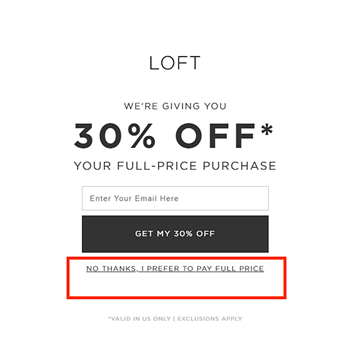 LOFT
WE'RE GIVING YOU
30% OFF*
YOUR FULL-PRICE PURCHASE
Enter Your Email Here
GET MY 30% OFF
NO THANKS, I PREFER TO PAY FULL PRICE
*VALID IN US ONLY | EXCLUSIONS APPLY